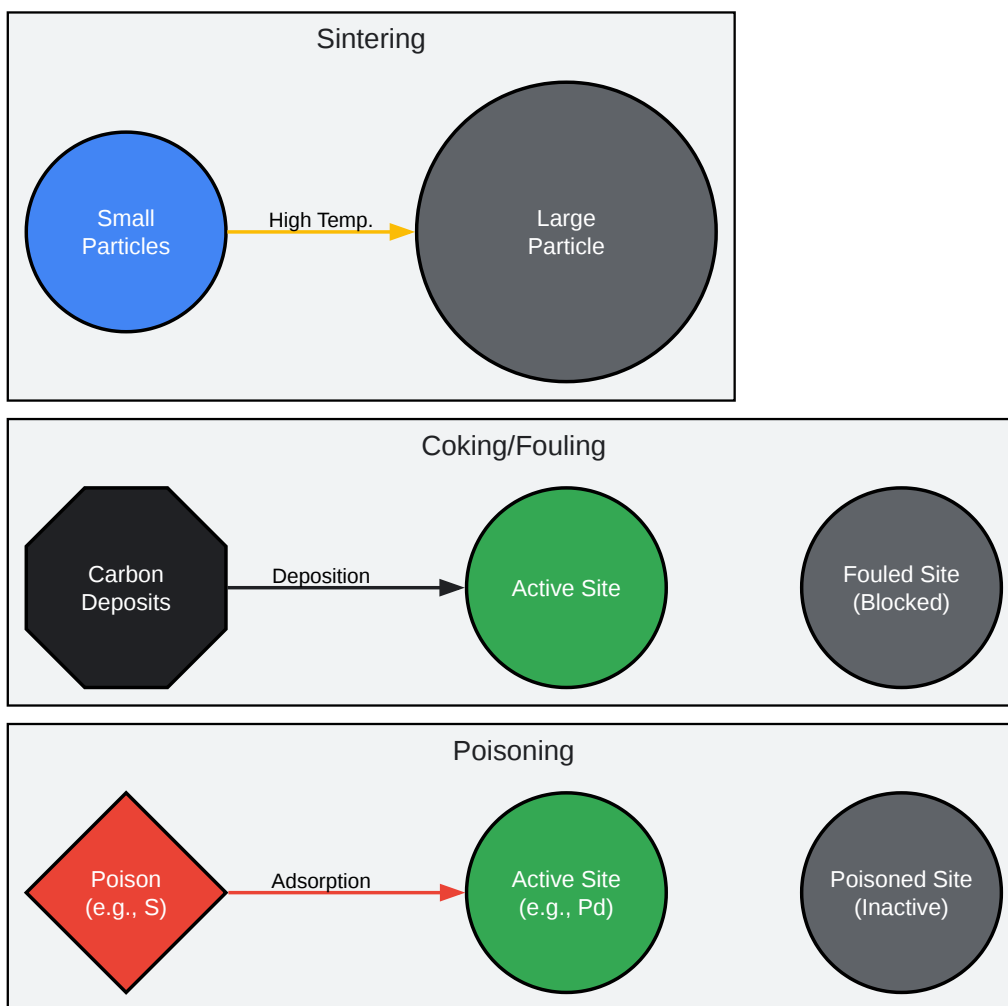 Sintering
Small
Particles
High Temp.
Large
Particle
Coking/Fouling
Carbon
Deposits
Deposition
Active Site
Fouled Site
(Blocked)
Poisoning
Poison
(e.g., S)
Adsorption
Active Site
(e.g., Pd)
Poisoned Site
(Inactive)